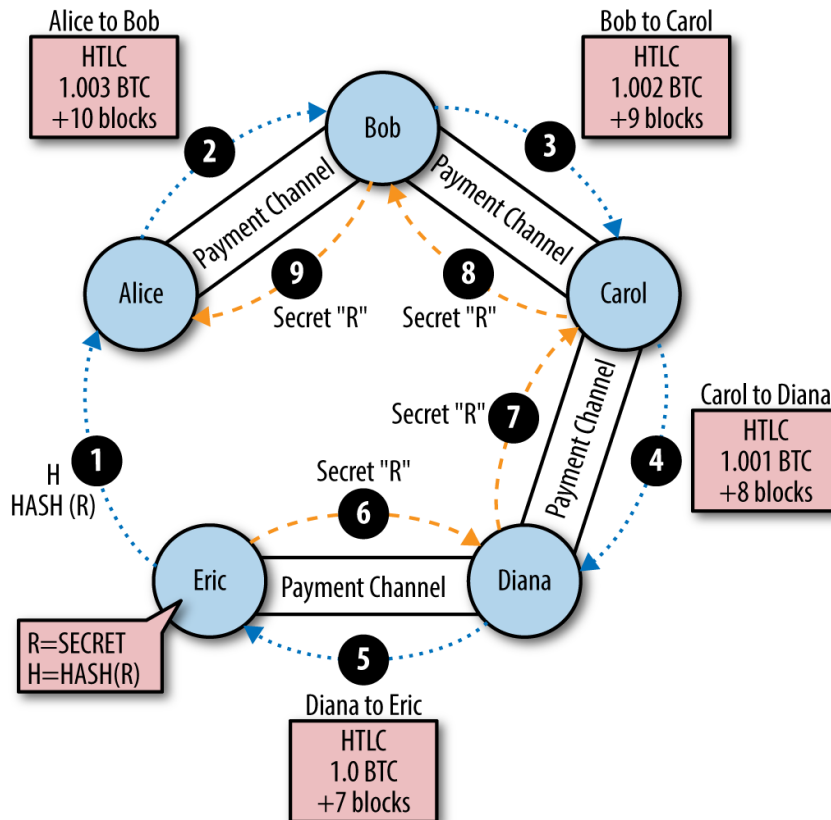 Alice to Bob
HTLC
1.003 BTC
+10 blocks
Bob to Carol
HTLC
1.002 BTC
+9 blocks
2
Bob
3
Payment Channel
Payment Channel
Alice
9
Secret "R"
8
Secret "R"
Carol
1
H
HASH (R)
Secret "R"
7
Payment Channel
4
Carol to Diana
HTLC
1.001 BTC
+8 blocks
Secret "R"
6
Eric
Payment Channel
Diana
R=SECRET
H=HASH(R)
5
Diana to Eric
HTLC
1.0 BTC
+7 blocks